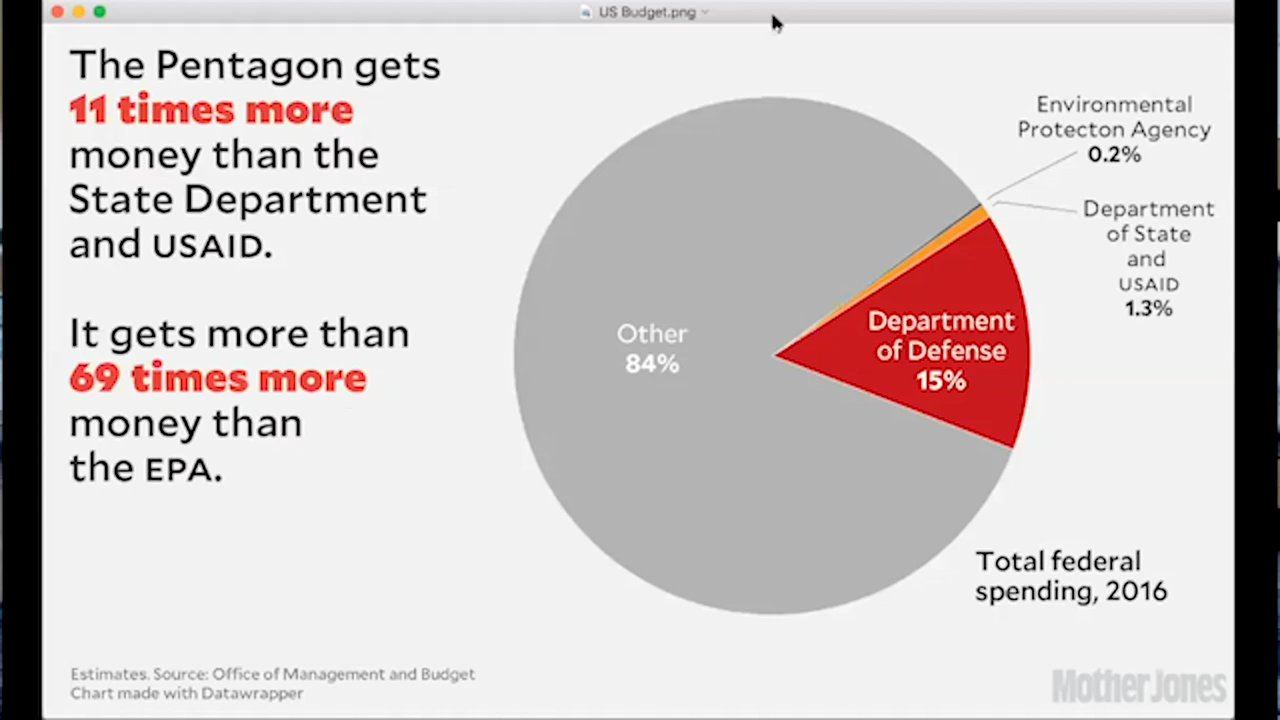 US Budget.png
The Pentagon gets
11 times more
money than the
State Department
and USAID.
It gets more than
69 times more
money than
the EPA.
Environmental
Protecton Agency
0.2%
Department
of State
and
USAID
1.3%
Other
84%
Department
of Defense
15%
Total federal
spending, 2016
Estimates. Source: Office of Management and Budget
Chart made with Datawrapper
Mother Jones